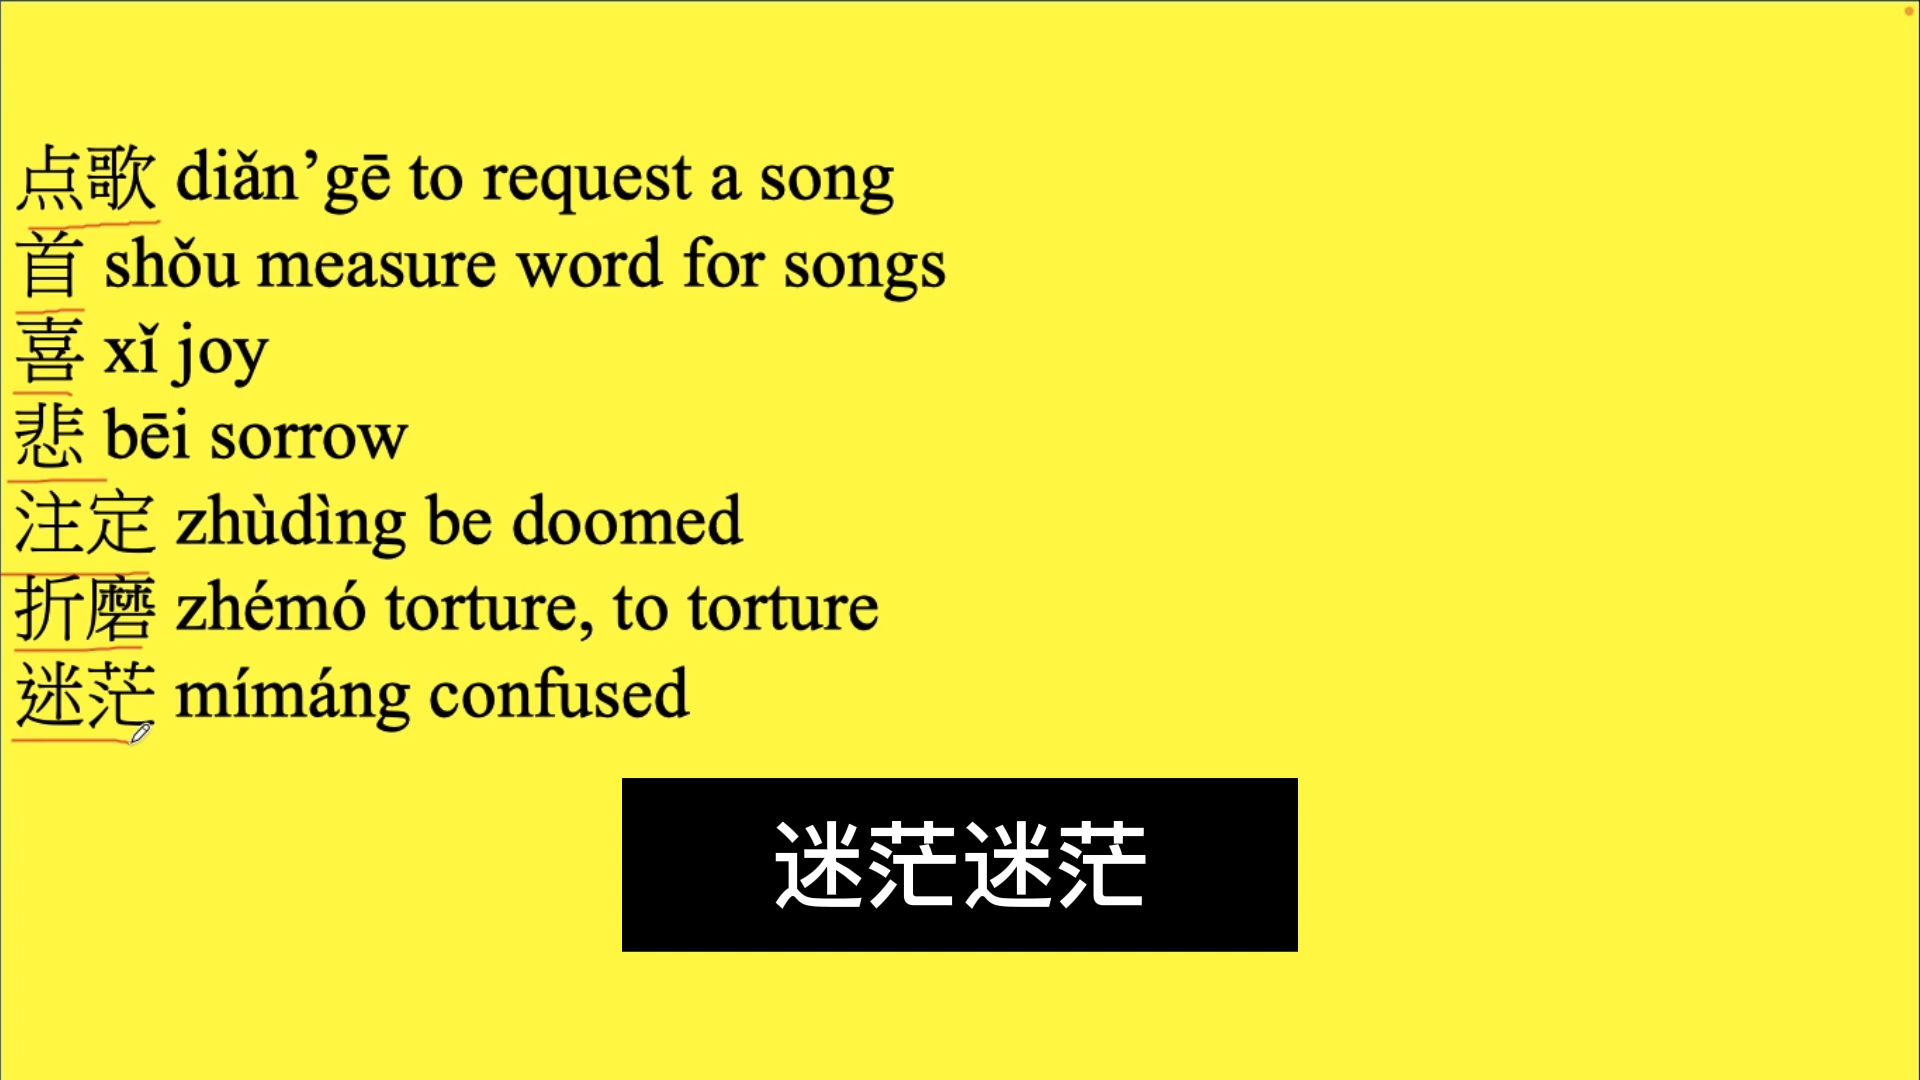 点歌 diǎn’gē to request a song
首 shǒu measure word for songs
喜 xǐ joy
悲 bēi sorrow
注定 zhùdìng be doomed
折磨 zhémó torture, to torture
迷茫 mímáng confused
迷茫迷茫